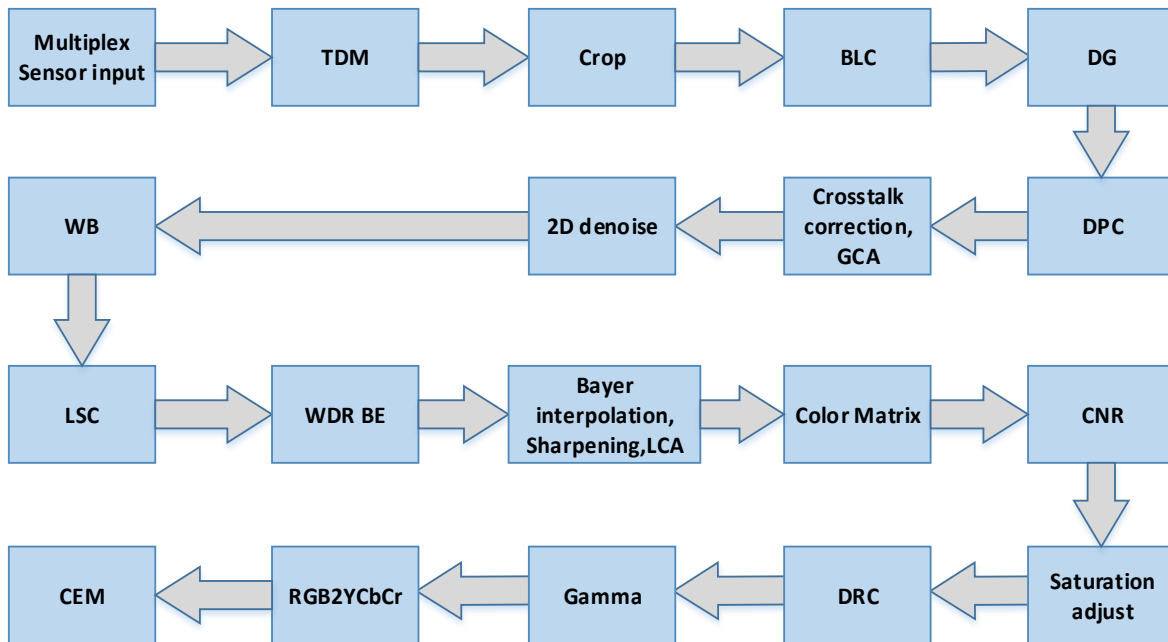 Multiplex
Sensor input
TDM
Crop
BLC
DG
WB
2D denoise
Crosstalk
correction,
GCA
DPC
LSC
WDR BE
Bayer
interpolation,
Sharpening,LCA
Color Matrix
CNR
CEM
RGB2YCbCr
Gamma
DRC
Saturation
adjust